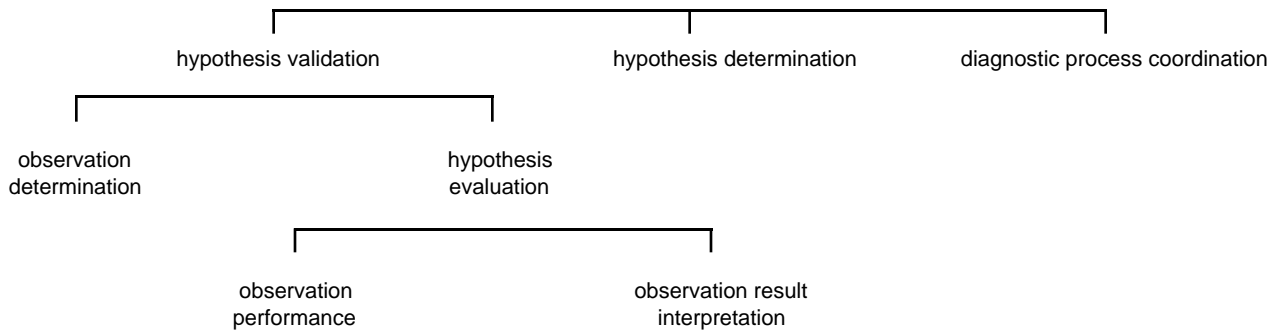 hypothesis validation
hypothesis determination
diagnostic process coordination
observation
determination
hypothesis
evaluation
observation
performance
observation result
interpretation